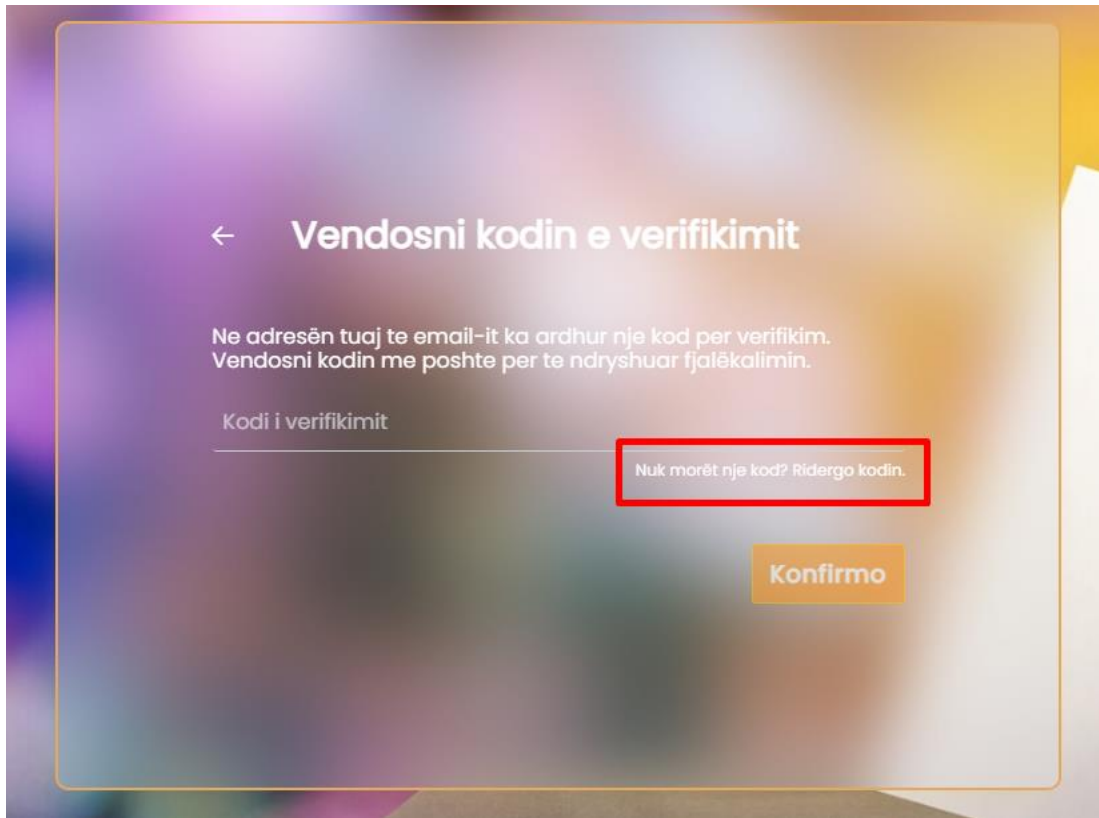 ← Vendosni kodin e verifikimit
Ne adresën tuaj te email-it ka ardhur nje kod per verifikim.
Vendosni kodin me poshte per te ndryshuar fjalëkalimin.
Kodi i verifikimit
Nuk morët nje kod? Ridergo kodin.
Konfirmo